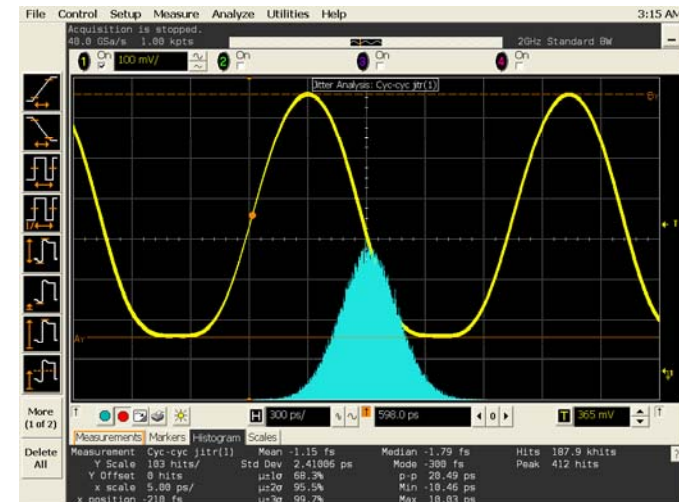 File Control Setup Measure Analyze Utilities Help 3:15 AM
Acquisition is stopped.
40.0 GSa/s 1.00 kpts 2GHz Standard BW
1 On 100 mV/ 2 On 3 On 4 On
Jitter Analysis: Cyc-cyc jtr(1)
By
T
Ay
More
(1 of 2)
Delete
All
H 300 ps/ T 598.0 ps 0 T 365 mV
Measurements Markers Histogram Scales
Measurement Cyc-cyc jitr(1) Mean -1.15 fs Median -1.79 fs Hits 107.9 khits
Y Scale 103 hits/ Std Dev 2.41006 ps Mode -300 fs Peak 412 hits
Y Offset 0 hits μ±1σ 68.3% p-p 20.49 ps
x scale 5.00 ps/ μ±2σ 95.5% Min -10.46 ps
x position -210 fs μ±3σ 99.7% Max 10.03 ps